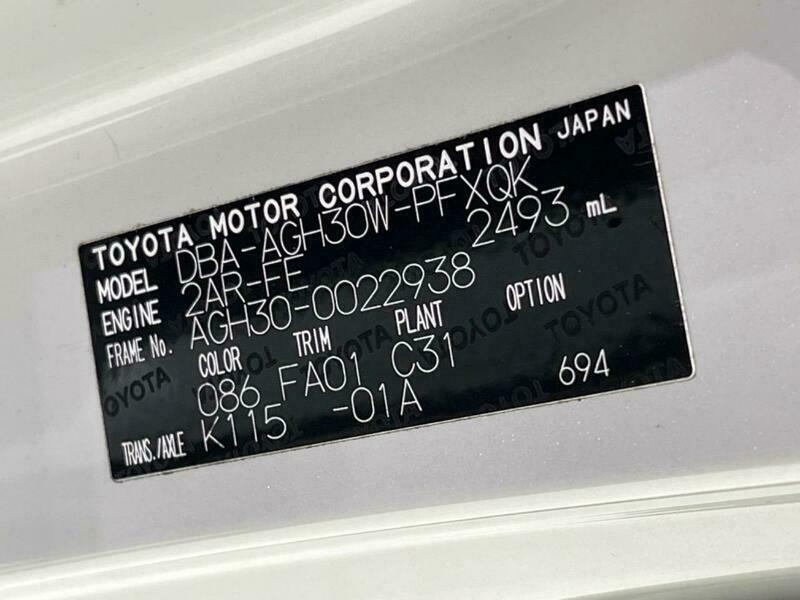 TOYOTA MOTOR CORPORATION JAPAN
MODEL DBA-AGH30W-PFXQK
ENGINE 2AR-FE 2493 mL
FRAME No. AGH30-0022938
COLOR TRIM PLANT OPTION
086 FA01 C31
TRANS./AXLE K115 -01A 694